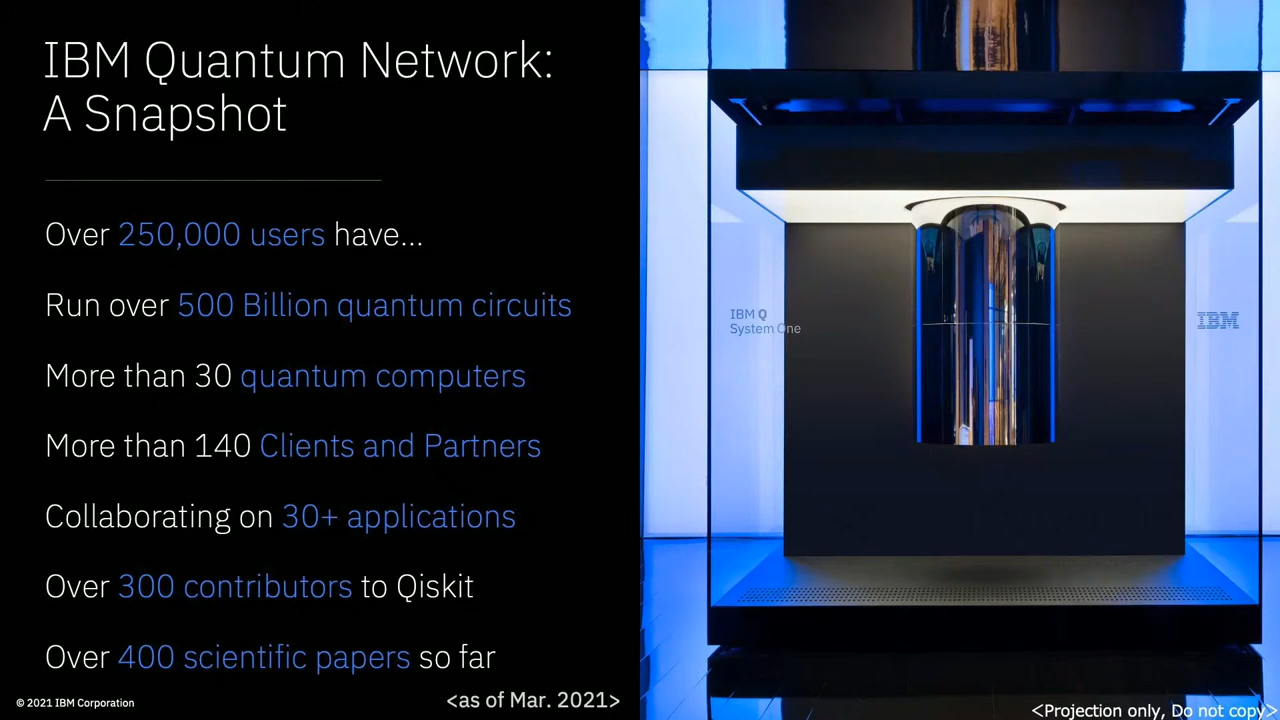 IBM Quantum Network:
A Snapshot
Over 250,000 users have...
Run over 500 Billion quantum circuits
More than 30 quantum computers
More than 140 Clients and Partners
Collaborating on 30+ applications
Over 300 contributors to Qiskit
Over 400 scientific papers so far
© 2021 IBM Corporation
<as of Mar. 2021>
IBM Q
System One
IBM
<Projection only, Do not copy>